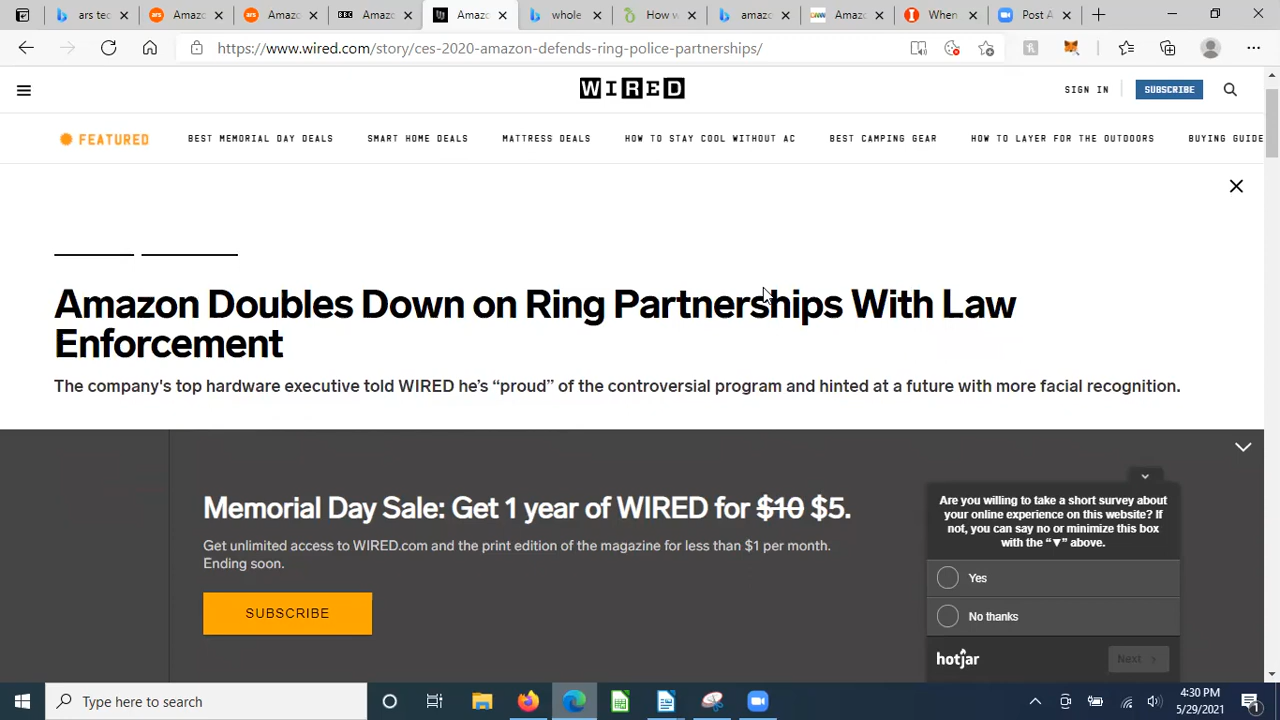 ars tec
Amazo
Amazo
BBC
Amazo
Amazo
whole
How w
amazo
Amazo
When
Post A
https://www.wired.com/story/ces-2020-amazon-defends-ring-police-partnerships/
WIRED
SIGN IN
SUBSCRIBE
FEATURED
BEST MEMORIAL DAY DEALS
SMART HOME DEALS
MATTRESS DEALS
HOW TO STAY COOL WITHOUT AC
BEST CAMPING GEAR
HOW TO LAYER FOR THE OUTDOORS
BUYING GUIDE
Amazon Doubles Down on Ring Partnerships With Law
Enforcement
The company's top hardware executive told WIRED he’s “proud” of the controversial program and hinted at a future with more facial recognition.
Memorial Day Sale: Get 1 year of WIRED for $10 $5.
Get unlimited access to WIRED.com and the print edition of the magazine for less than $1 per month.
Ending soon.
SUBSCRIBE
Are you willing to take a short survey about
your online experience on this website? If
not, you can say no or minimize this box
with the “▼” above.
Yes
No thanks
hotjar
Next
Type here to search
4:30 PM
5/29/2021
1